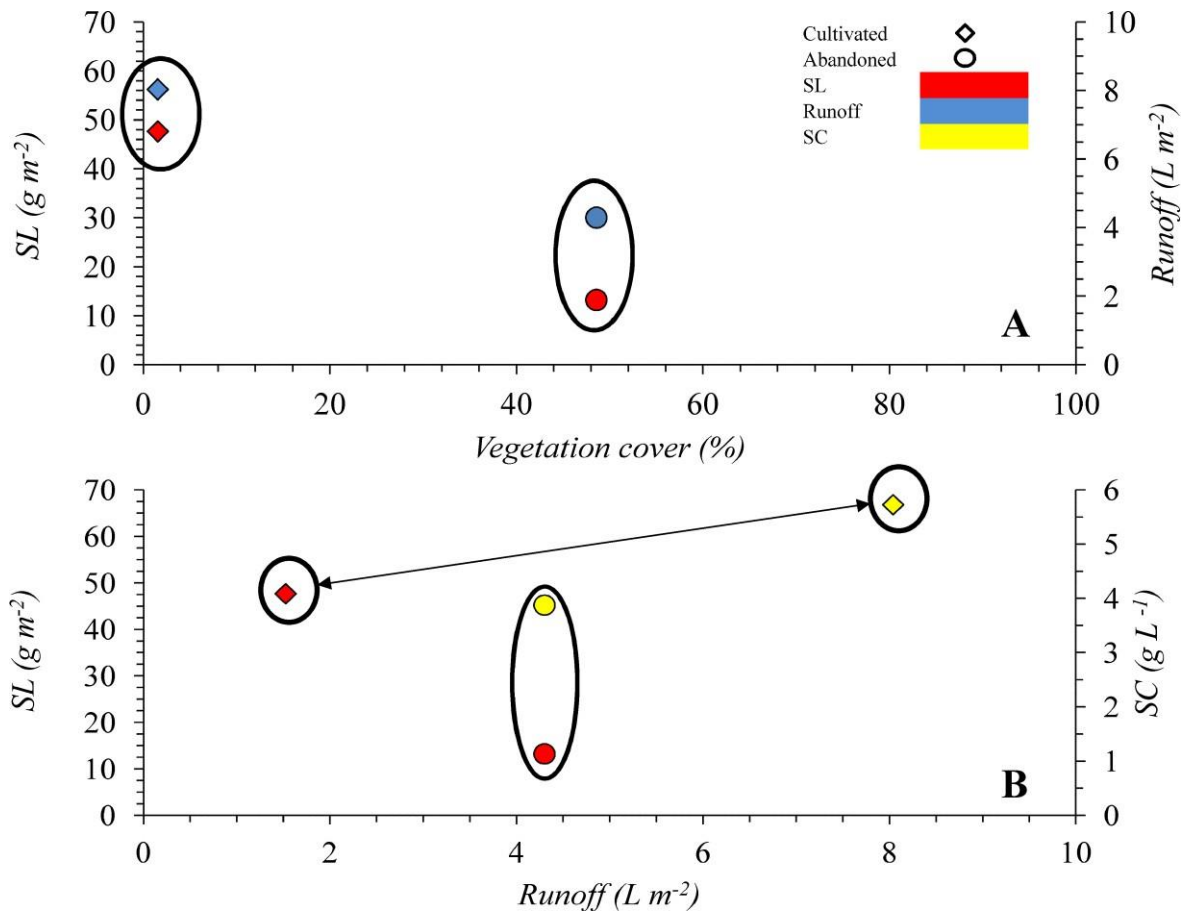 70
60
50
40
30
20
10
0
SL (g m⁻²)
10
8
6
4
2
0
Runoff (L m⁻²)
Cultivated
Abandoned
SL
Runoff
SC
A
0 20 40 60 80 100
Vegetation cover (%)
70
60
50
40
30
20
10
0
SL (g m⁻²)
6
5
4
3
2
1
0
SC (g L⁻¹)
B
0 2 4 6 8 10
Runoff (L m⁻²)